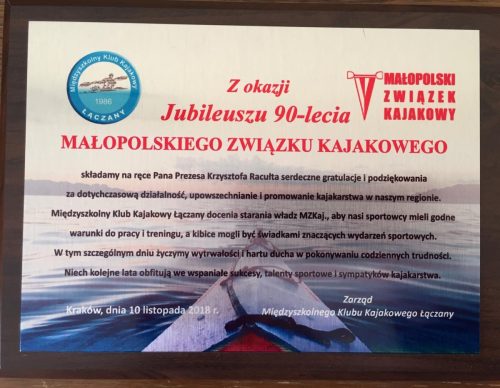 Międzyszkolny Klub Kajakowy
1986
ŁĄCZANY
MAŁOPOLSKI
ZWIĄZEK
KAJAKOWY
Z okazji
Jubileuszu 90-lecia
MAŁOPOLSKIEGO ZWIĄZKU KAJAKOWEGO
składamy na ręce Pana Prezesa Krzysztofa Raculta serdeczne gratulacje i podziękowania
za dotychczasową działalność, upowszechnianie i promowanie kajakarstwa w naszym regionie.
Międzyszkolny Klub Kajakowy Łączany docenia starania władz MZKaj., aby nasi sportowcy mieli godne
warunki do pracy i treningu, a kibice mogli być świadkami znaczących wydarzeń sportowych.
W tym szczególnym dniu życzymy wytrwałości i hartu ducha w pokonywaniu codziennych trudności.
Niech kolejne lata obfitują we wspaniałe sukcesy, talenty sportowe i sympatyków kajakarstwa.
Kraków, dnia 10 listopada 2018 r.
Zarząd
Międzyszkolnego Klubu Kajakowego Łączany